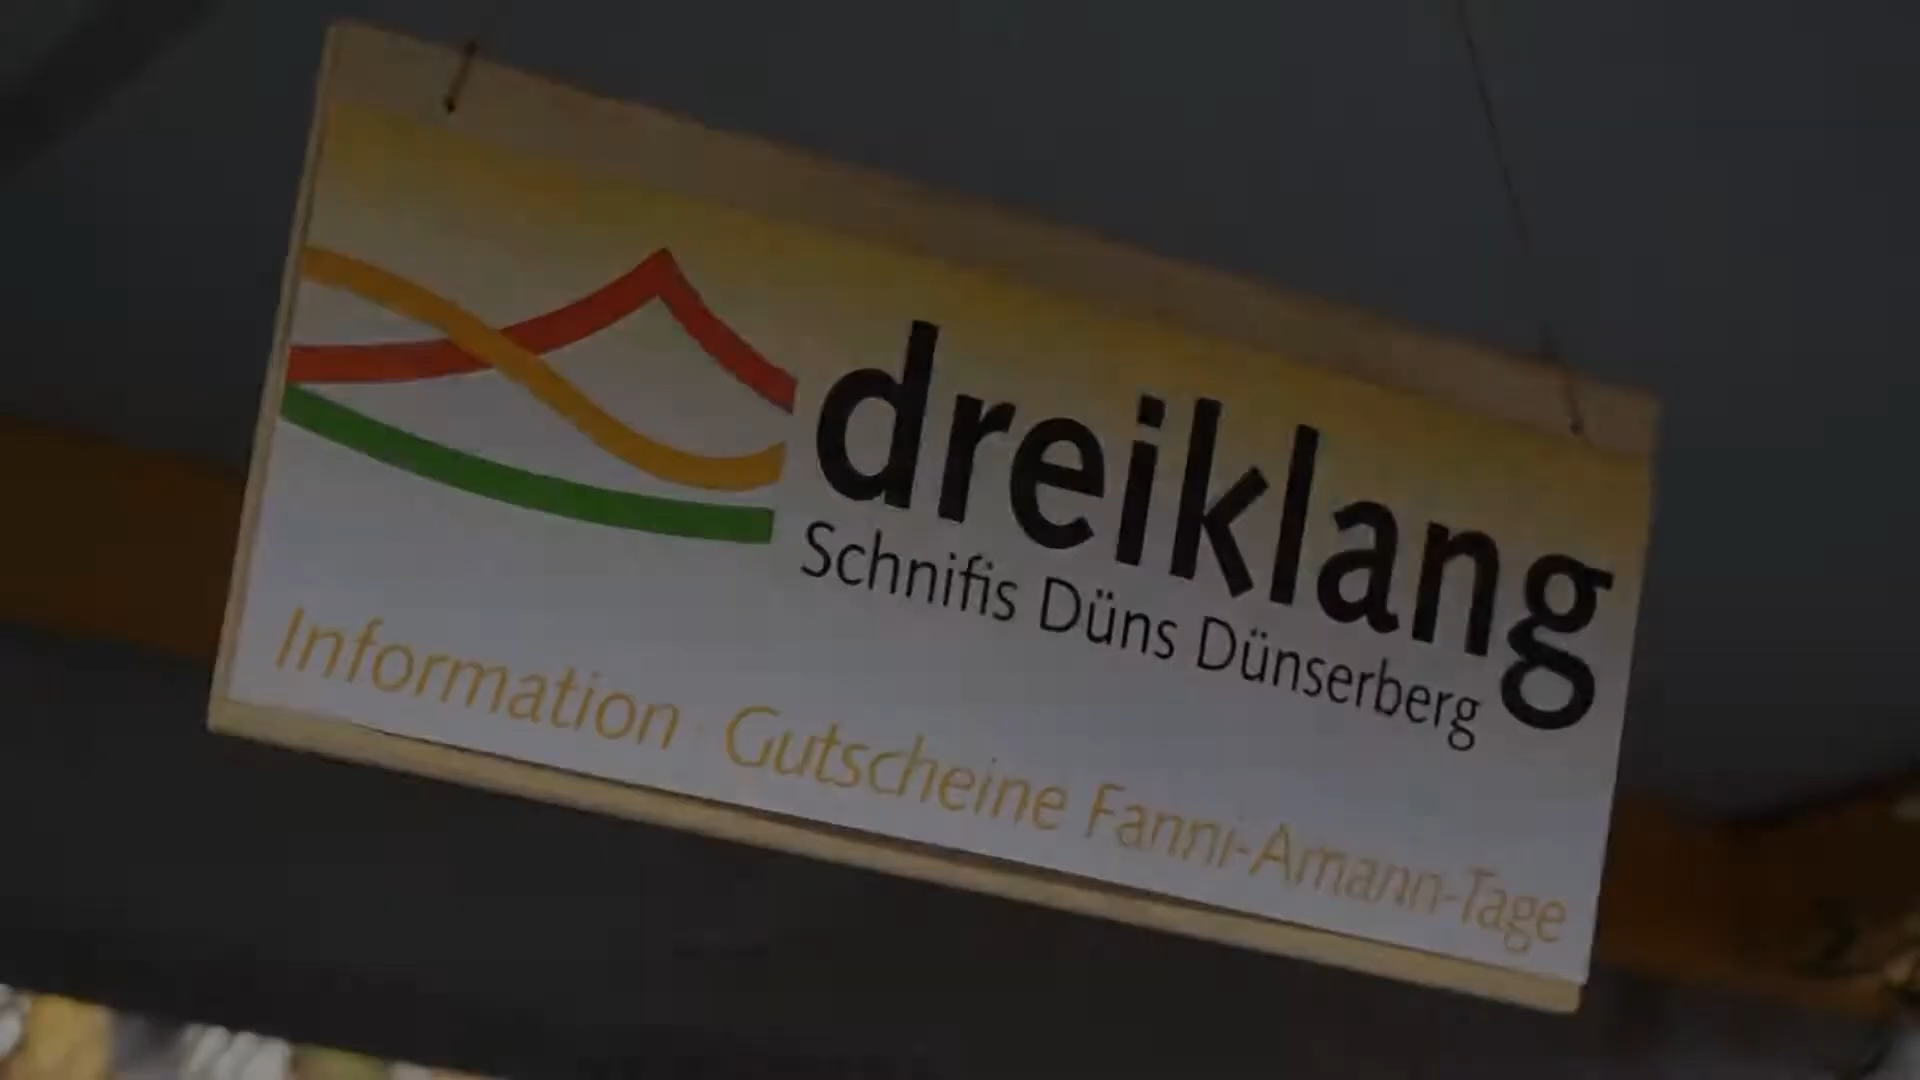 dreiklang
Schnifis Düns Dünserberg
Information · Gutscheine Fanni-Amann-Tage